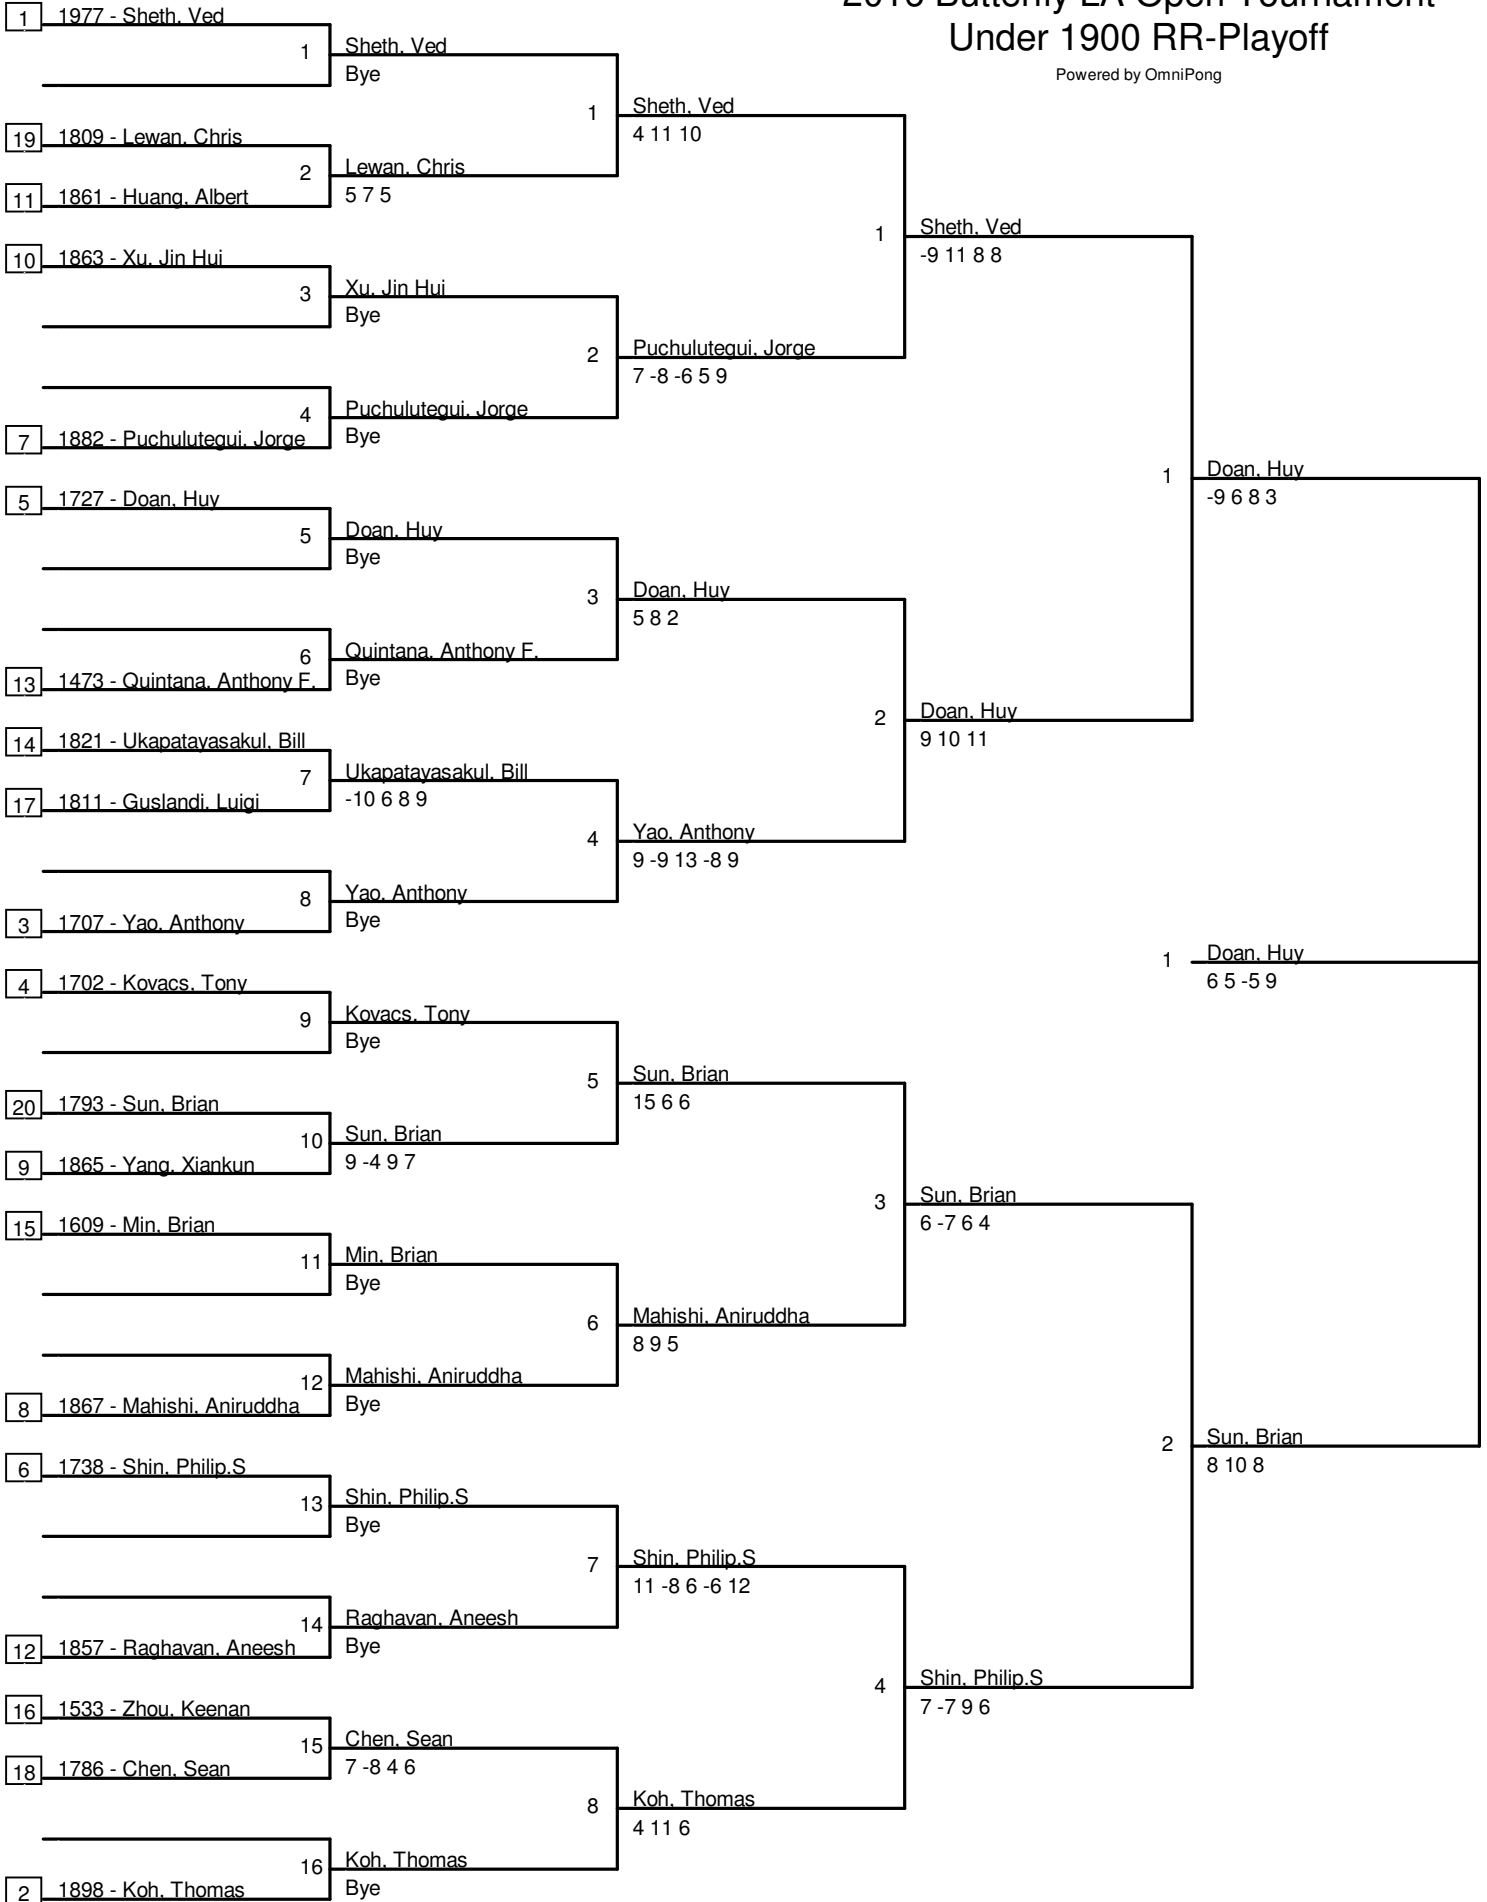 2016 Butterfly LA Open Tournament
Under 1900 RR-Playoff
Powered by OmniPong
1 1977 - Sheth, Ved
1 Sheth, Ved
Bye
1 Sheth, Ved
4 11 10
19 1809 - Lewan, Chris
2 Lewan, Chris
5 7 5
11 1861 - Huang, Albert
1 Sheth, Ved
-9 11 8 8
10 1863 - Xu, Jin Hui
3 Xu, Jin Hui
Bye
2 Puchulutegui, Jorge
7 -8 -6 5 9
4 Puchulutegui, Jorge
Bye
7 1882 - Puchulutegui, Jorge
1 Doan, Huy
-9 6 8 3
5 1727 - Doan, Huy
5 Doan, Huy
Bye
3 Doan, Huy
5 8 2
6 Quintana, Anthony F.
Bye
13 1473 - Quintana, Anthony F.
2 Doan, Huy
9 10 11
14 1821 - Ukapatayasakul, Bill
7 Ukapatayasakul, Bill
-10 6 8 9
17 1811 - Guslandi, Luigi
4 Yao, Anthony
9 -9 13 -8 9
8 Yao, Anthony
Bye
3 1707 - Yao, Anthony
1 Doan, Huy
6 5 -5 9
4 1702 - Kovacs, Tony
9 Kovacs, Tony
Bye
5 Sun, Brian
15 6 6
20 1793 - Sun, Brian
10 Sun, Brian
9 -4 9 7
9 1865 - Yang, Xiankun
3 Sun, Brian
6 -7 6 4
15 1609 - Min, Brian
11 Min, Brian
Bye
6 Mahishi, Aniruddha
8 9 5
12 Mahishi, Aniruddha
Bye
8 1867 - Mahishi, Aniruddha
2 Sun, Brian
8 10 8
6 1738 - Shin, Philip.S
13 Shin, Philip.S
Bye
7 Shin, Philip.S
11 -8 6 -6 12
14 Raghavan, Aneesh
Bye
12 1857 - Raghavan, Aneesh
4 Shin, Philip.S
7 -7 9 6
16 1533 - Zhou, Keenan
15 Chen, Sean
7 -8 4 6
18 1786 - Chen, Sean
8 Koh, Thomas
4 11 6
16 Koh, Thomas
Bye
2 1898 - Koh, Thomas